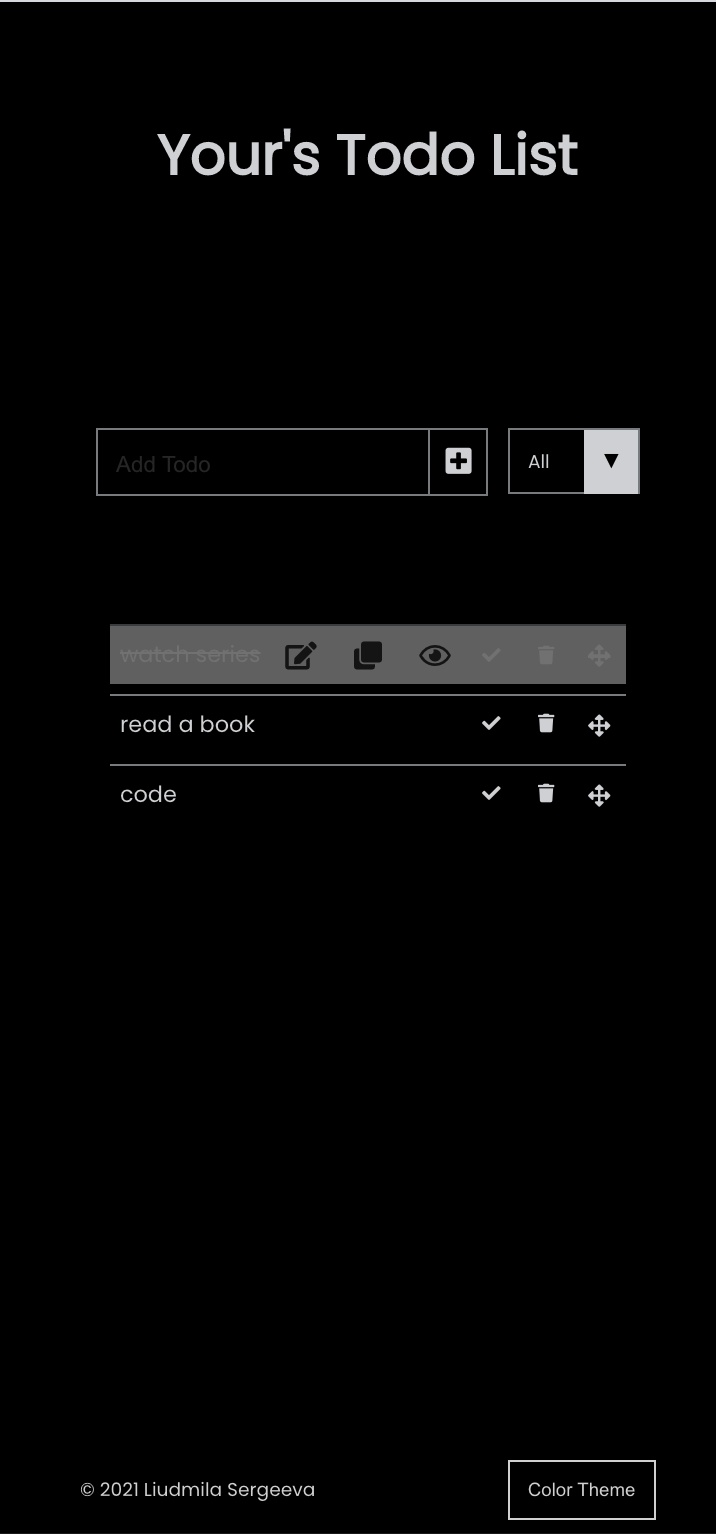 Your's Todo List
Add Todo
All
watch series
read a book
code
© 2021 Liudmila Sergeeva
Color Theme